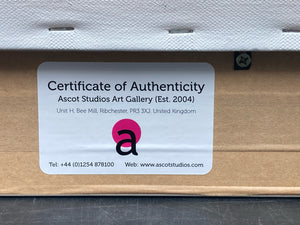 Certificate of Authenticity
Ascot Studios Art Gallery (Est. 2004)
Unit H, Bee Mill, Ribchester, PR3 3XJ, United Kingdom
a
Tel: +44 (0)1254 878100 Web: www.ascotstudios.com